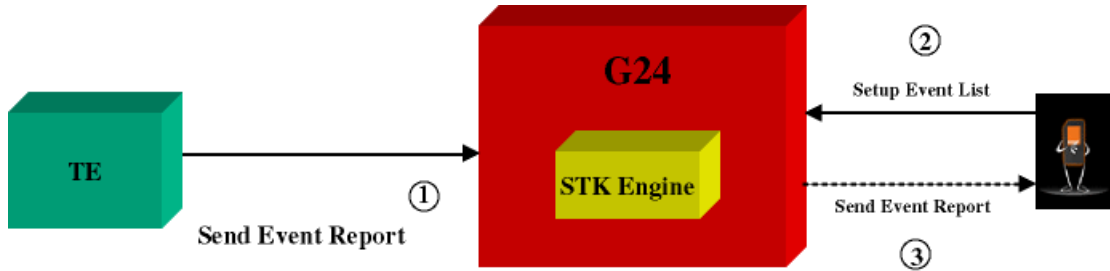 ②
G24
Setup Event List
TE
STK Engine
①
Send Event Report
Send Event Report
③